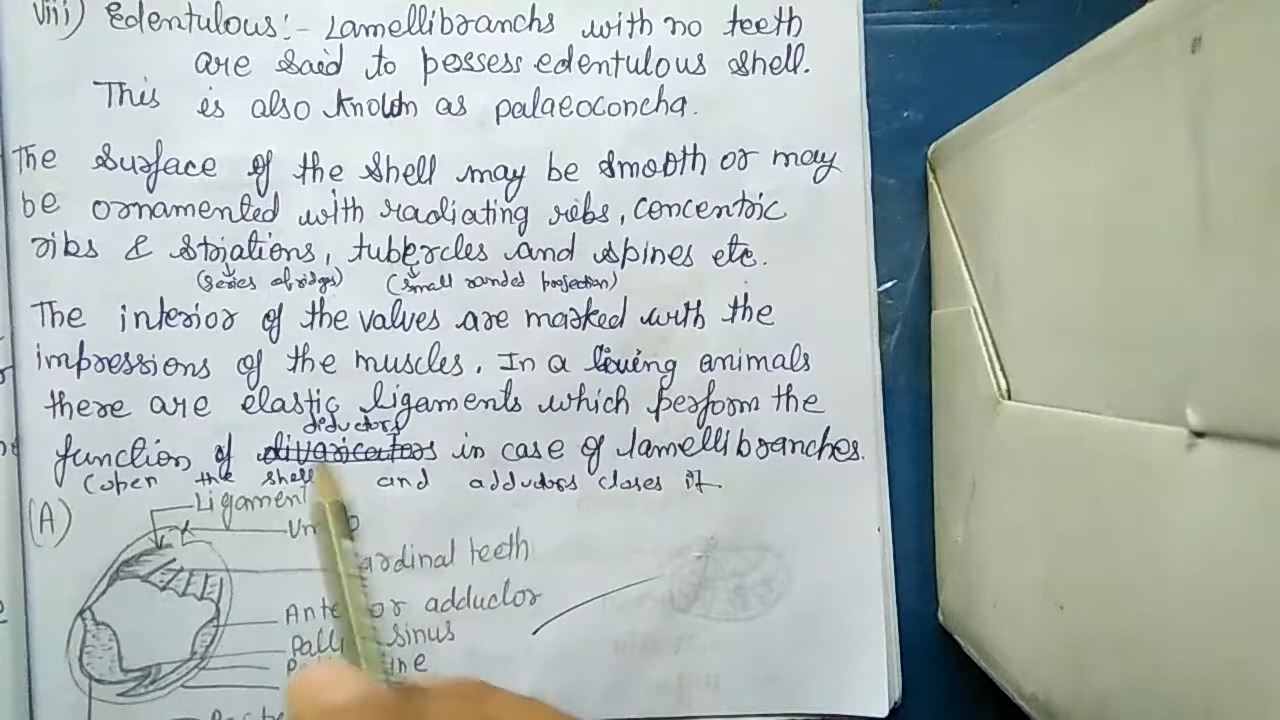 viii) Edentulous:- Lamellibranchs with no teeth
are said to possess edentulous shell.
This is also known as palaeoconcha.
The surface of the shell may be smooth or may
be ornamented with radiating ribs, concentric
ribs & striations, tubercles and spines etc.
(series of ridges) (small rounded projection)
The interior of the valves are marked with the
impressions of the muscles. In a living animals
there are elastic ligaments which perform the
deductors
function of divaricators in case of lamellibranches.
(open the shell and adductors closes it
(A)
Ligament
Cardinal teeth
adductor
sinus